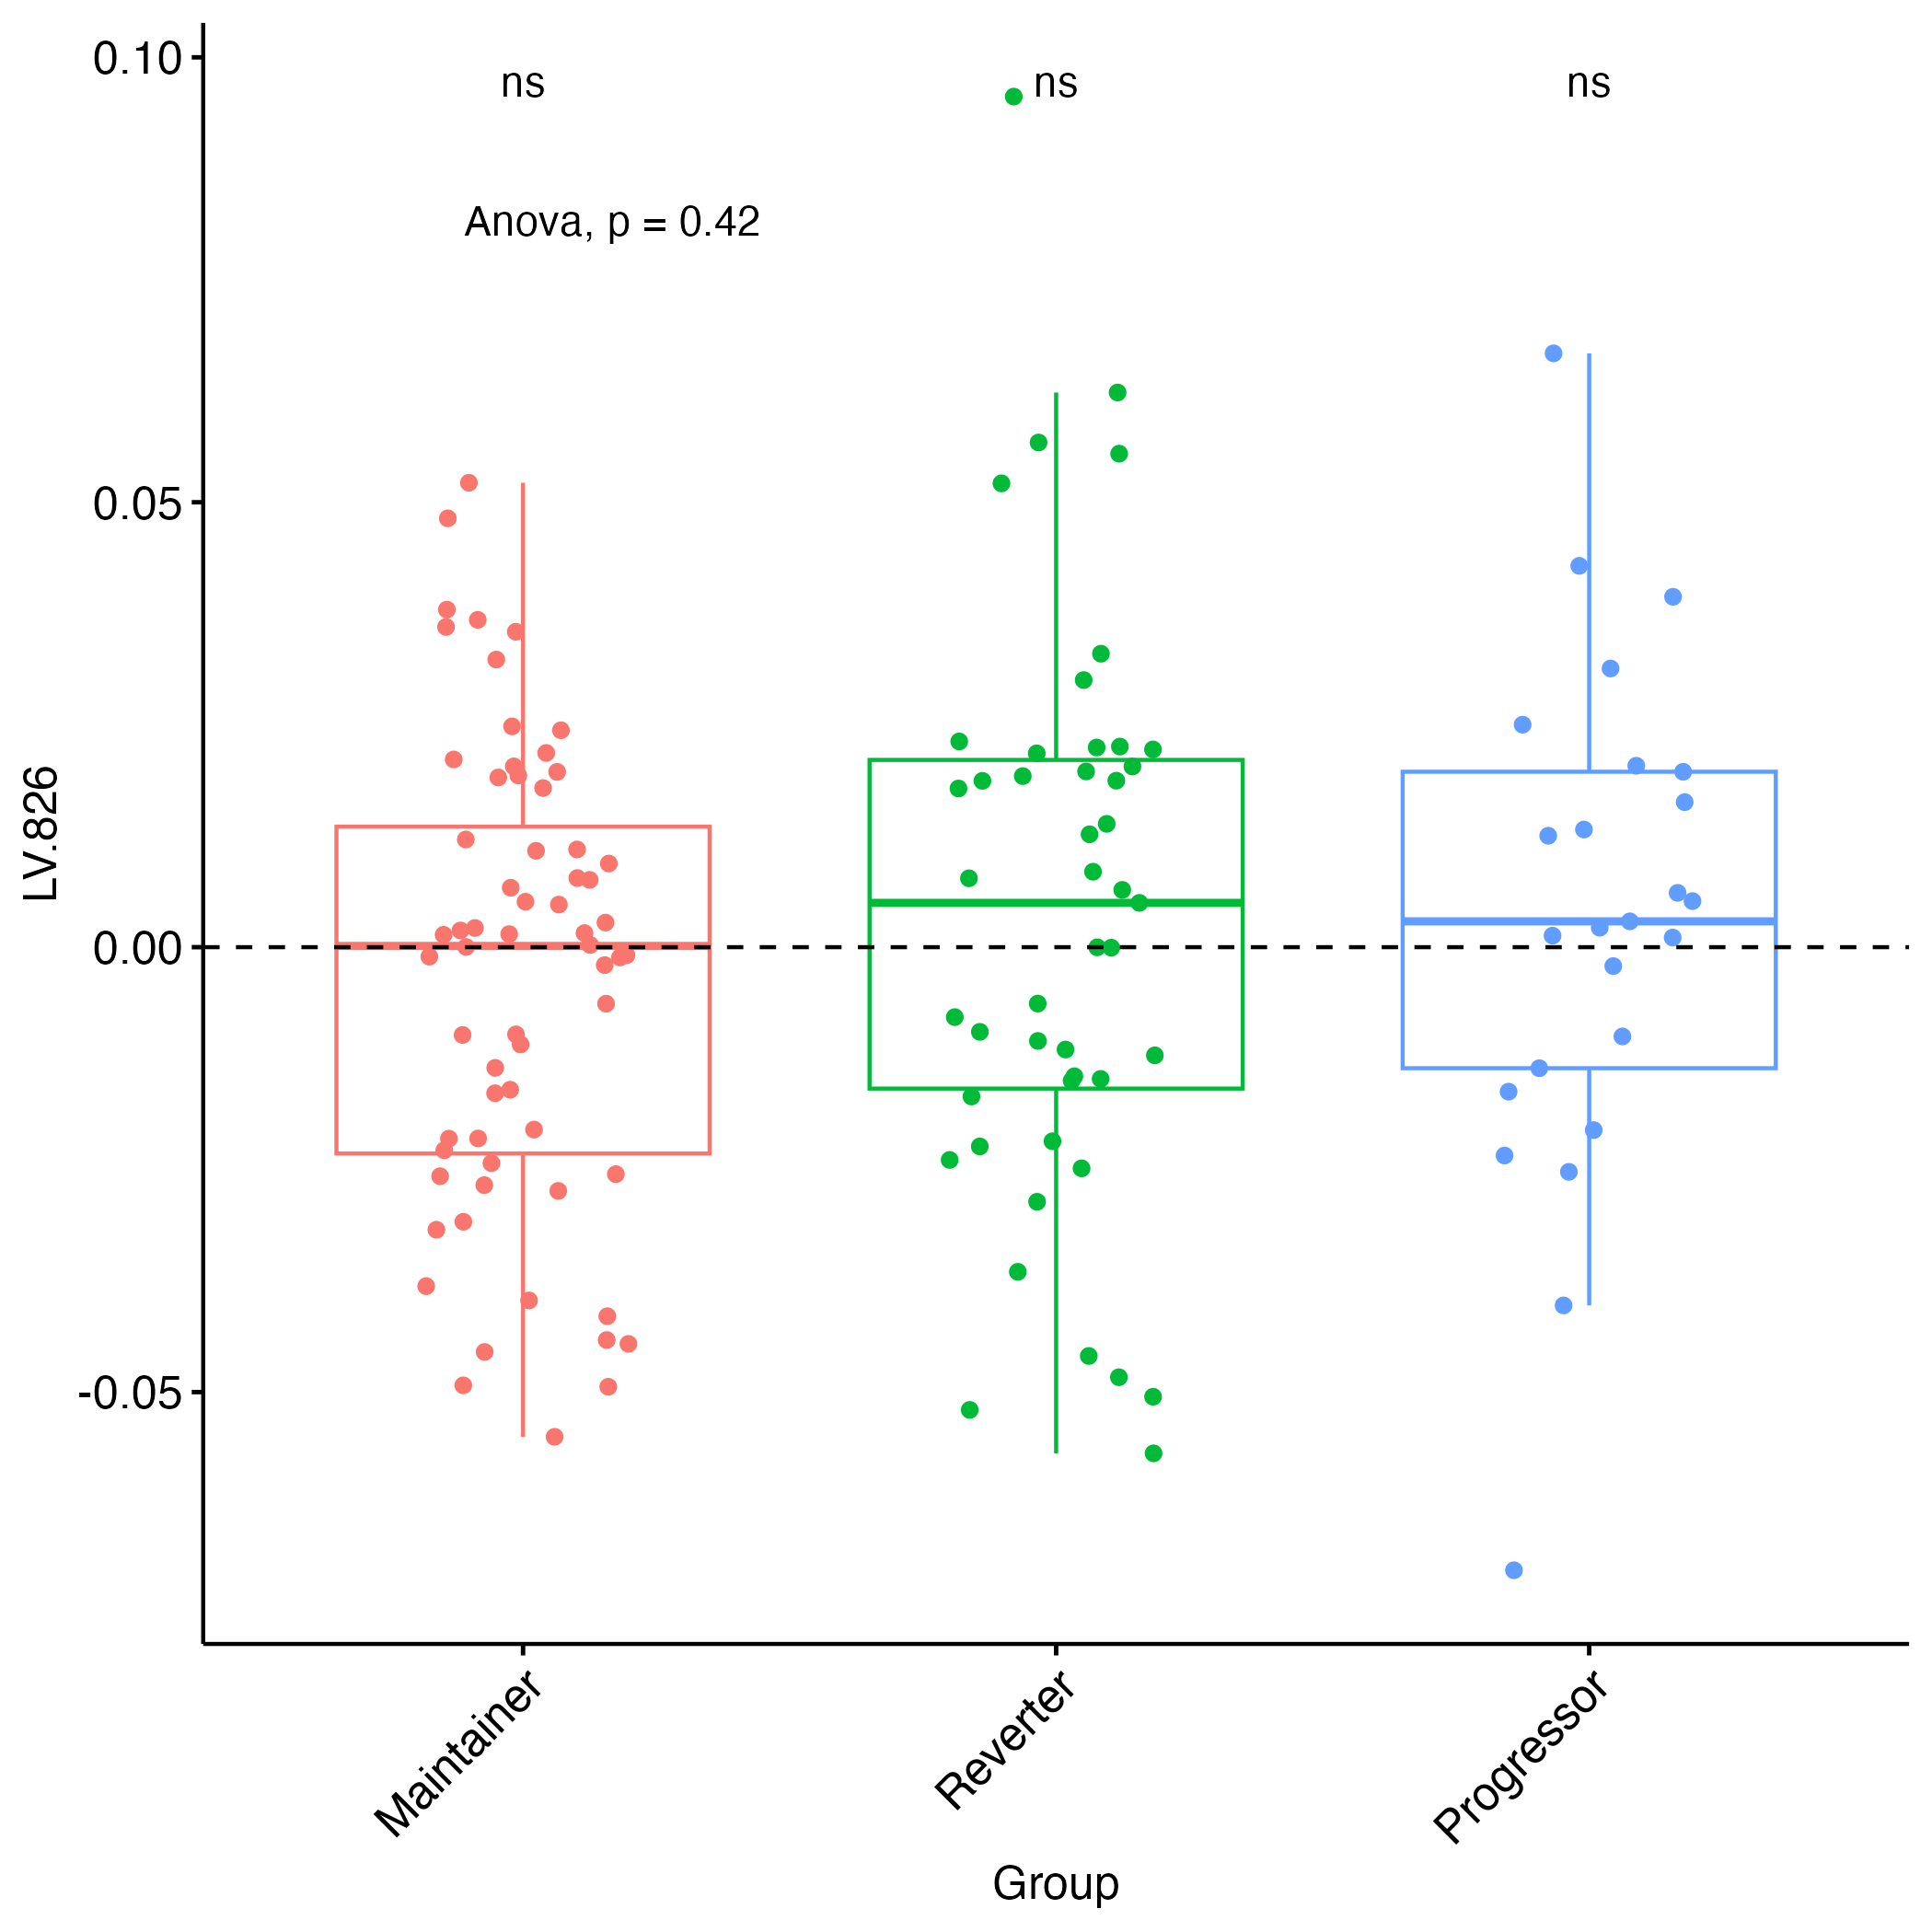 0.10
ns
ns
ns
Anova, p = 0.42
0.05
LV.826
0.00
-0.05
Maintainer
Reverter
Progressor
Group